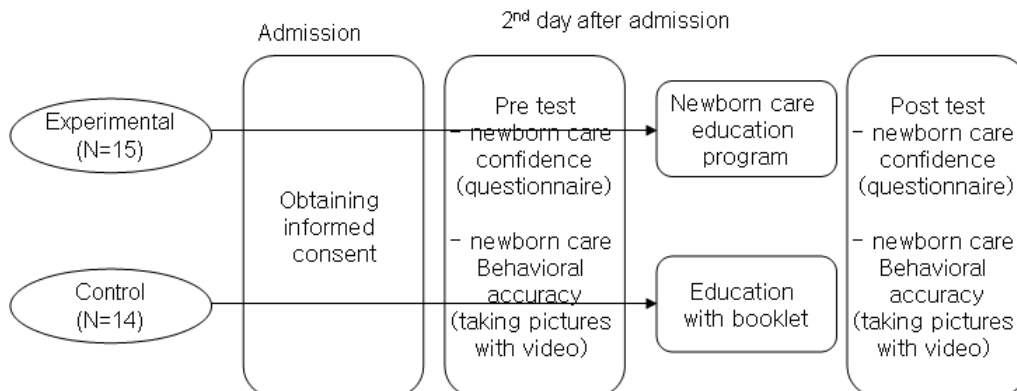 2nd day after admission
Admission
Experimental
(N=15)
Control
(N=14)
Obtaining
informed
consent
Pre test
- newborn care
confidence
(questionnaire)
- newborn care
Behavioral
accuracy
(taking pictures
with video)
Newborn care
education
program
Education
with booklet
Post test
- newborn care
confidence
(questionnaire)
- newborn care
Behavioral
accuracy
(taking pictures
with video)